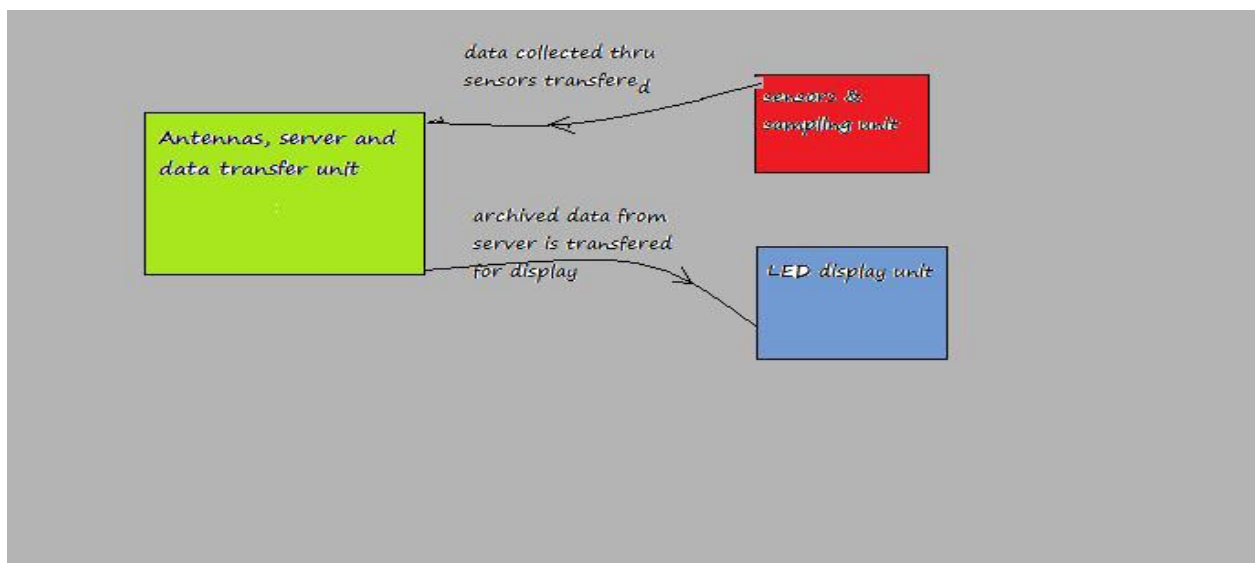 data collected thru
sensors transfered
sensors &
sampling unit
Antennas, server and
data transfer unit
:
archived data from
server is transfered
for display
LED display unit